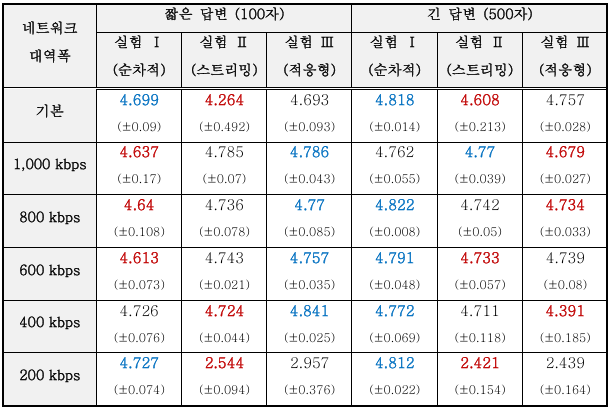 네트워크 대역폭 짧은 답변 (100자) 긴 답변 (500자)
실험 Ⅰ (순차적) 실험 Ⅱ (스트리밍) 실험 Ⅲ (적응형) 실험 Ⅰ (순차적) 실험 Ⅱ (스트리밍) 실험 Ⅲ (적응형)
기본 4.699 4.264 4.693 4.818 4.608 4.757
(±0.09) (±0.492) (±0.093) (±0.014) (±0.213) (±0.028)
1,000 kbps 4.637 4.785 4.786 4.762 4.77 4.679
(±0.17) (±0.07) (±0.043) (±0.055) (±0.039) (±0.027)
800 kbps 4.64 4.736 4.77 4.822 4.742 4.734
(±0.108) (±0.078) (±0.085) (±0.008) (±0.05) (±0.033)
600 kbps 4.613 4.743 4.757 4.791 4.733 4.739
(±0.073) (±0.021) (±0.035) (±0.048) (±0.057) (±0.08)
400 kbps 4.726 4.724 4.841 4.772 4.711 4.391
(±0.076) (±0.044) (±0.025) (±0.069) (±0.118) (±0.185)
200 kbps 4.727 2.544 2.957 4.812 2.421 2.439
(±0.074) (±0.094) (±0.376) (±0.022) (±0.154) (±0.164)